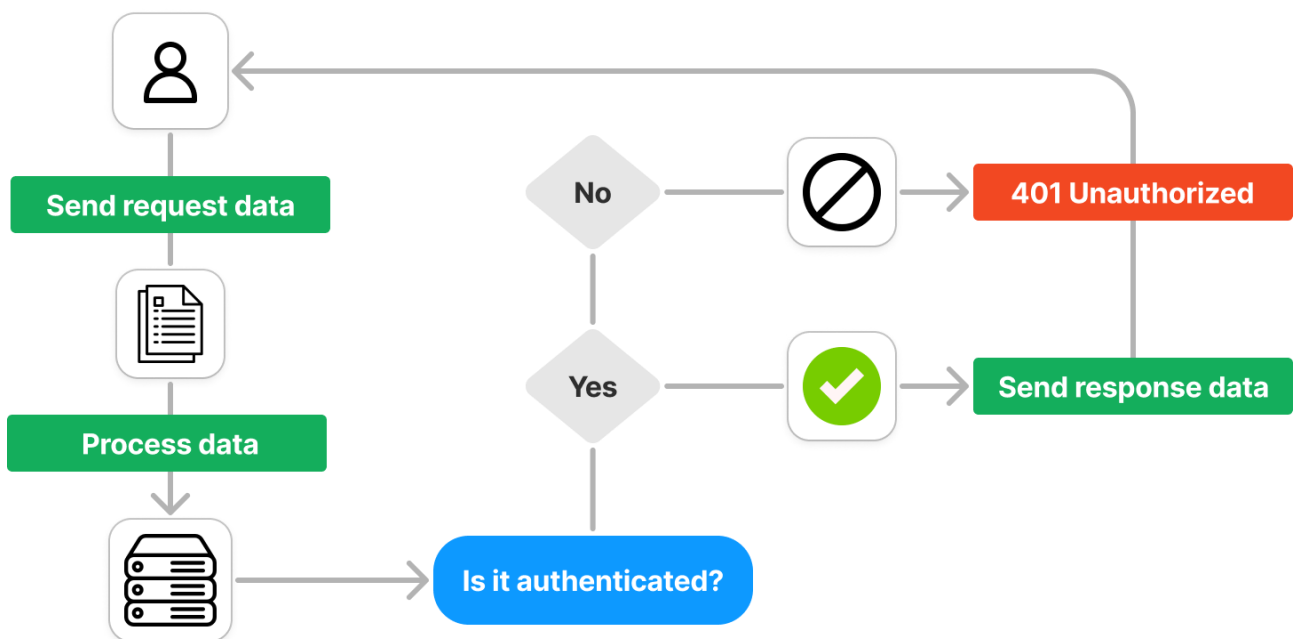 Send request data
Process data
Is it authenticated?
No
Yes
401 Unauthorized
Send response data